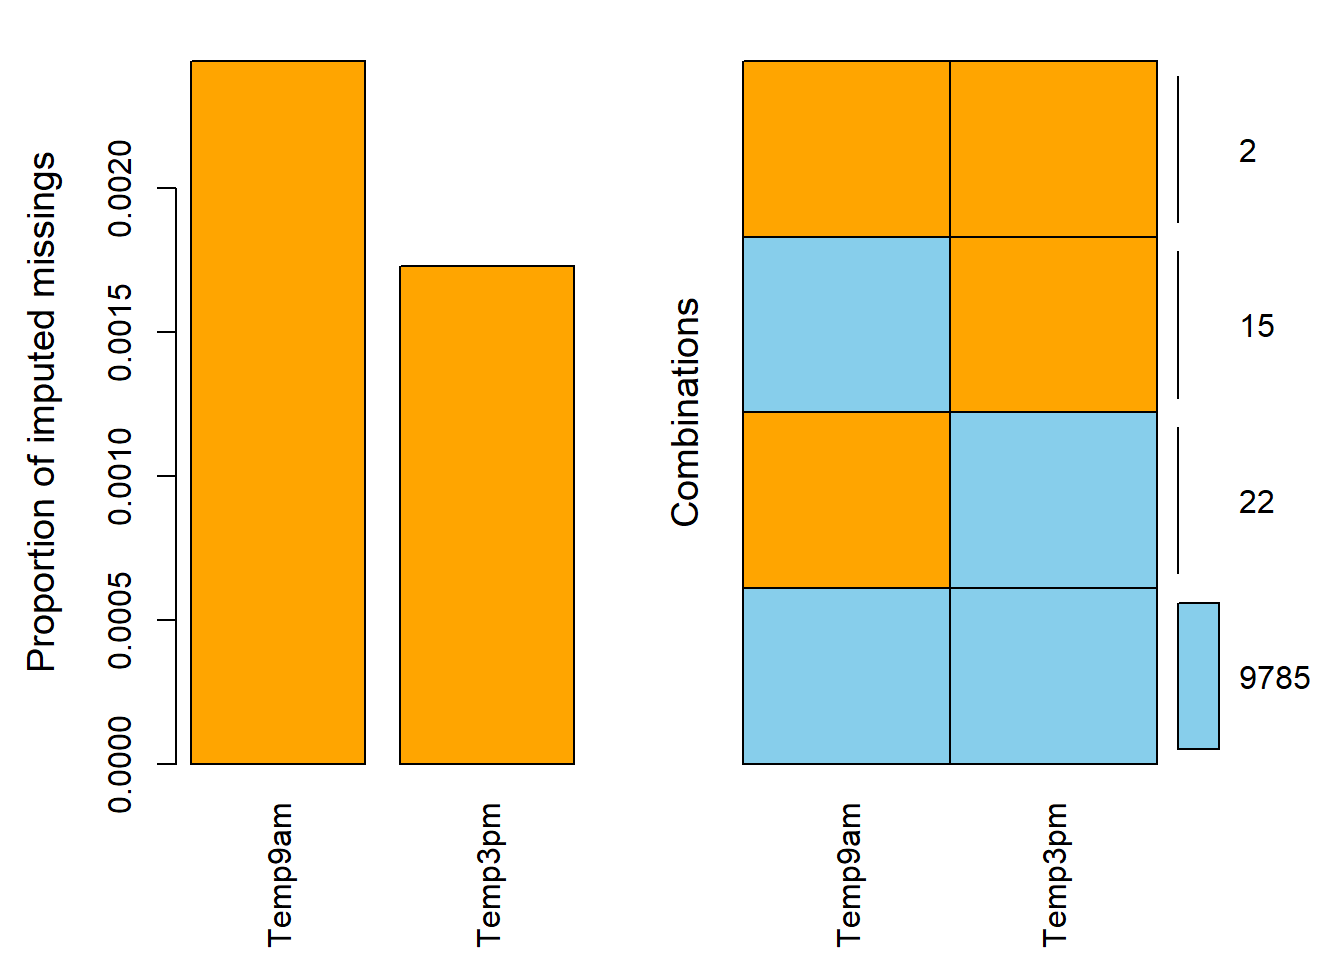 Proportion of imputed missings
0.0020
0.0015
0.0010
0.0005
0.0000
Temp9am
Temp3pm
Combinations
2
15
22
9785
Temp9am
Temp3pm